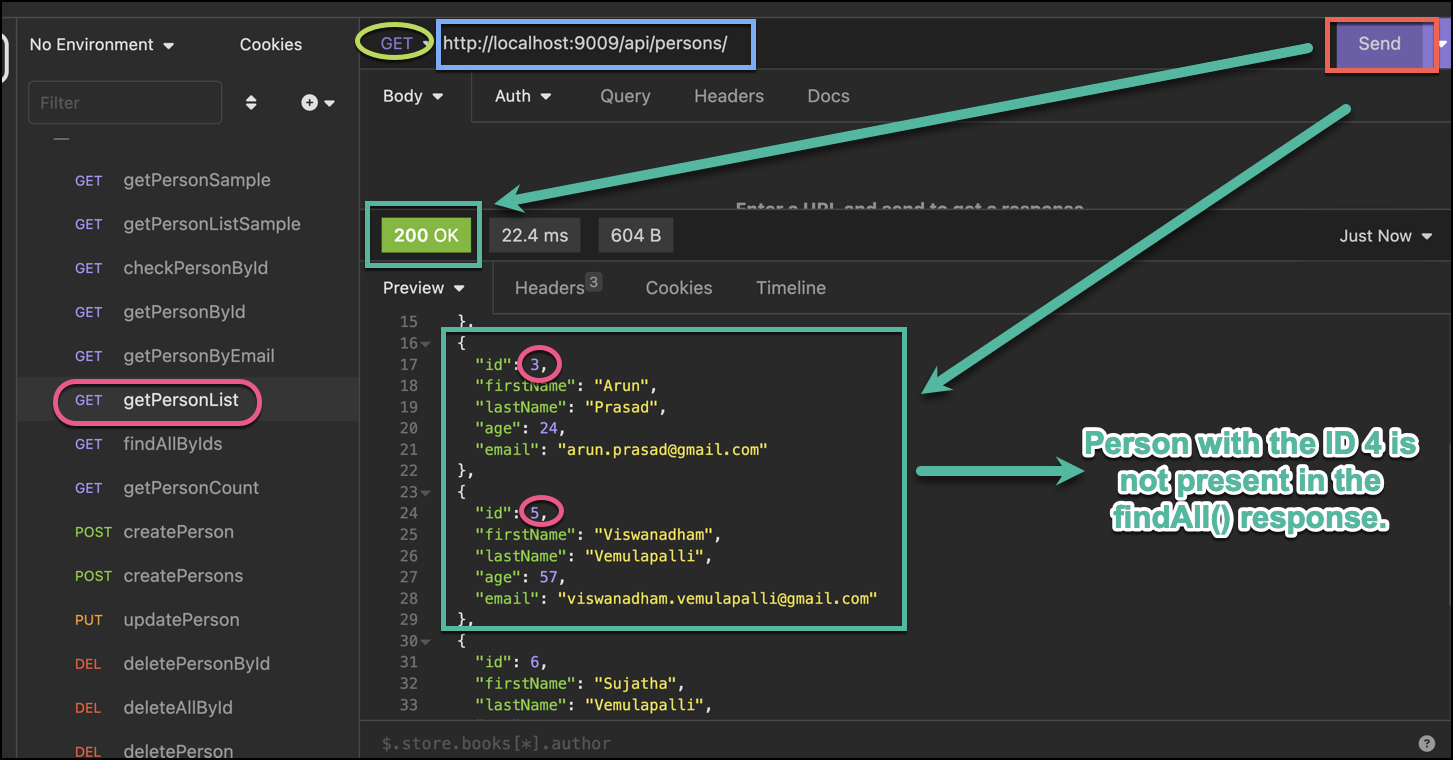 No Environment
Cookies
GET
http://localhost:9009/api/persons/
Send
Filter
Body
Auth
Query
Headers
Docs
GET getPersonSample
GET getPersonListSample
GET checkPersonById
GET getPersonById
GET getPersonByEmail
GET getPersonList
GET findAllByIds
GET getPersonCount
POST createPerson
POST createPersons
PUT updatePerson
DEL deletePersonById
DEL deleteAllById
DEL deletePerson
Enter a URL and send to get a response
200 OK
22.4 ms
604 B
Just Now
Preview
Headers 3
Cookies
Timeline
15 },
16 {
17 "id": 3,
18 "firstName": "Arun",
19 "lastName": "Prasad",
20 "age": 24,
21 "email": "arun.prasad@gmail.com"
22 },
23 {
24 "id": 5,
25 "firstName": "Viswanadham",
26 "lastName": "Vemulapalli",
27 "age": 57,
28 "email": "viswanadham.vemulapalli@gmail.com"
29 },
30 {
31 "id": 6,
32 "firstName": "Sujatha",
33 "lastName": "Vemulapalli",
Person with the ID 4 is
not present in the
findAll() response.
$.store.books[*].author
?